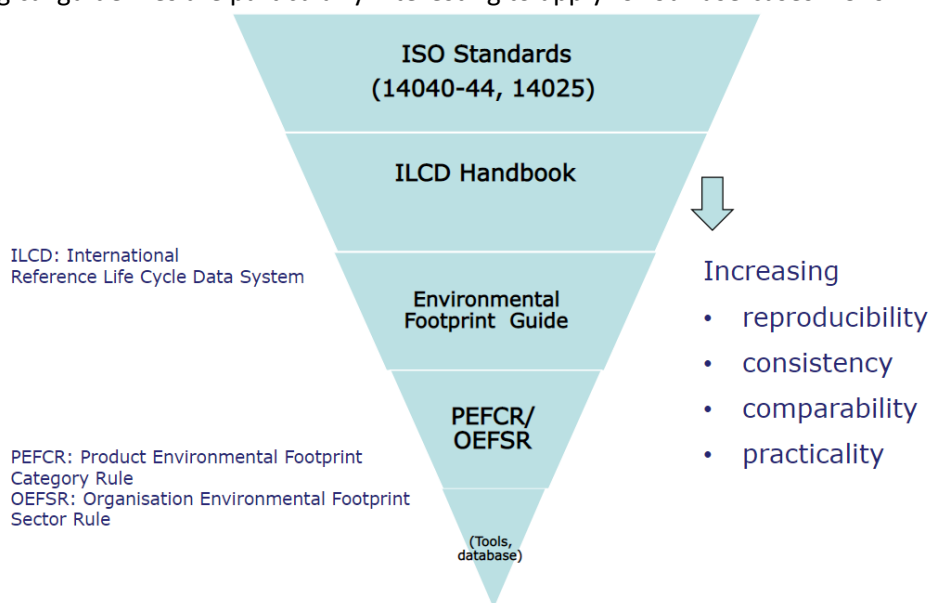 ISO Standards
(14040-44, 14025)
ILCD Handbook
ILCD: International
Reference Life Cycle Data System
Environmental
Footprint Guide
Increasing
• reproducibility
• consistency
• comparability
• practicality
PEFCR/
OEFSR
PEFCR: Product Environmental Footprint
Category Rule
OEFSR: Organisation Environmental Footprint
Sector Rule
(Tools,
database)